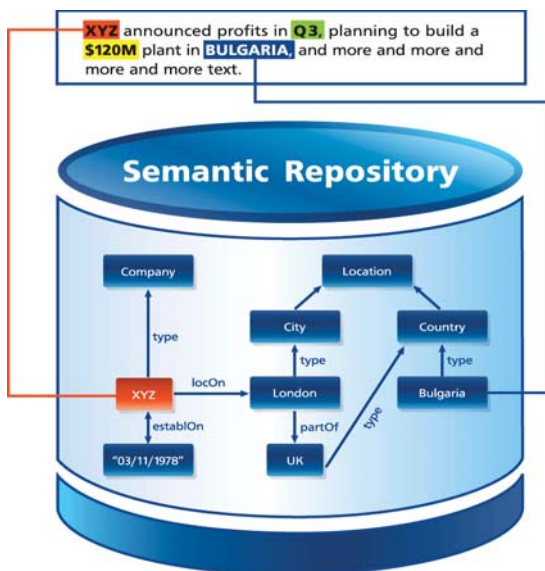 XYZ announced profits in Q3, planning to build a
$120M plant in BULGARIA, and more and more and
more and more text.
Semantic Repository
Company
Location
City
Country
type
type
type
XYZ
locOn
London
Bulgaria
type
establOn
partOf
"03/11/1978"
UK